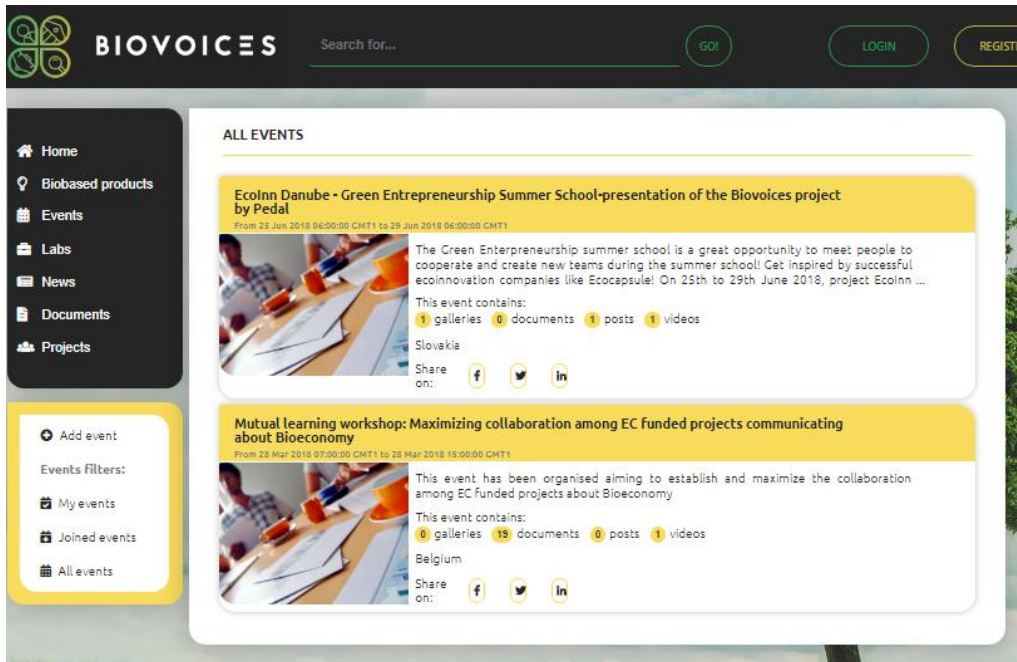 BIOVOICES
Search for...
GO!
LOGIN
REGIST
Home
Biobased products
Events
Labs
News
Documents
Projects
Add event
Events filters:
My events
Joined events
All events
ALL EVENTS
EcoInn Danube - Green Entrepreneurship Summer School-presentation of the Biovoices project
by Pedal
From 25 Jun 2018 06:00:00 GMT1 to 29 Jun 2018 06:00:00 GMT1
The Green Enterpreneurship summer school is a great opportunity to meet people to
cooperate and create new teams during the summer school! Get inspired by successful
ecoinnovation companies like Ecocapsule! On 25th to 29th June 2018, project EcoInn ...
This event contains:
1 galleries 0 documents 1 posts 1 videos
Slovakia
Share
on:
Mutual learning workshop: Maximizing collaboration among EC funded projects communicating
about Bioeconomy
From 28 Mar 2018 07:00:00 GMT1 to 28 Mar 2018 15:00:00 GMT1
This event has been organised aiming to establish and maximize the collaboration
among EC funded projects about Bioeconomy
This event contains:
0 galleries 19 documents 0 posts 1 videos
Belgium
Share
on: